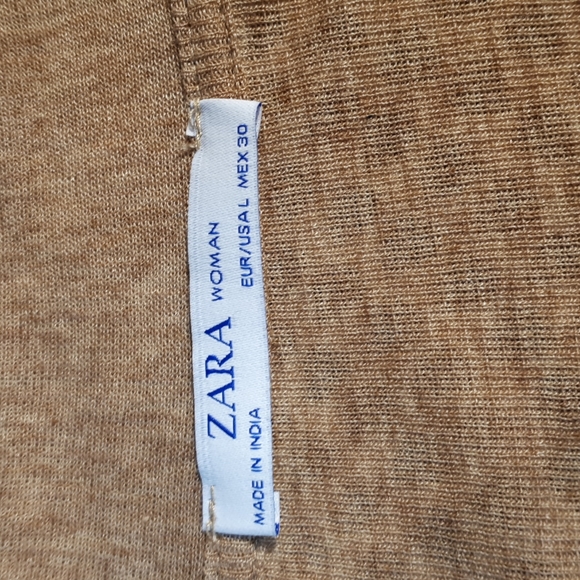 ZARA WOMAN
MADE IN INDIA EUR/USA L MEX 30